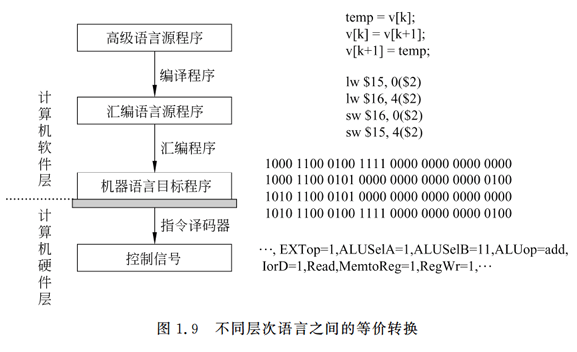 高级语言源程序
temp = v[k];
v[k] = v[k+1];
v[k+1] = temp;
编译程序
计算机软件层
汇编语言源程序
lw $15, 0($2)
lw $16, 4($2)
sw $16, 0($2)
sw $15, 4($2)
汇编程序
机器语言目标程序
1000 1100 0100 1111 0000 0000 0000 0000
1000 1100 0101 0000 0000 0000 0000 0100
1010 1100 0101 0000 0000 0000 0000 0000
1010 1100 0100 1111 0000 0000 0000 0100
指令译码器
计算机硬件层
控制信号
…, EXTop=1,ALUSelA=1,ALUSelB=11,ALUop=add,
IorD=1,Read,MemtoReg=1,RegWr=1,…
图 1.9 不同层次语言之间的等价转换